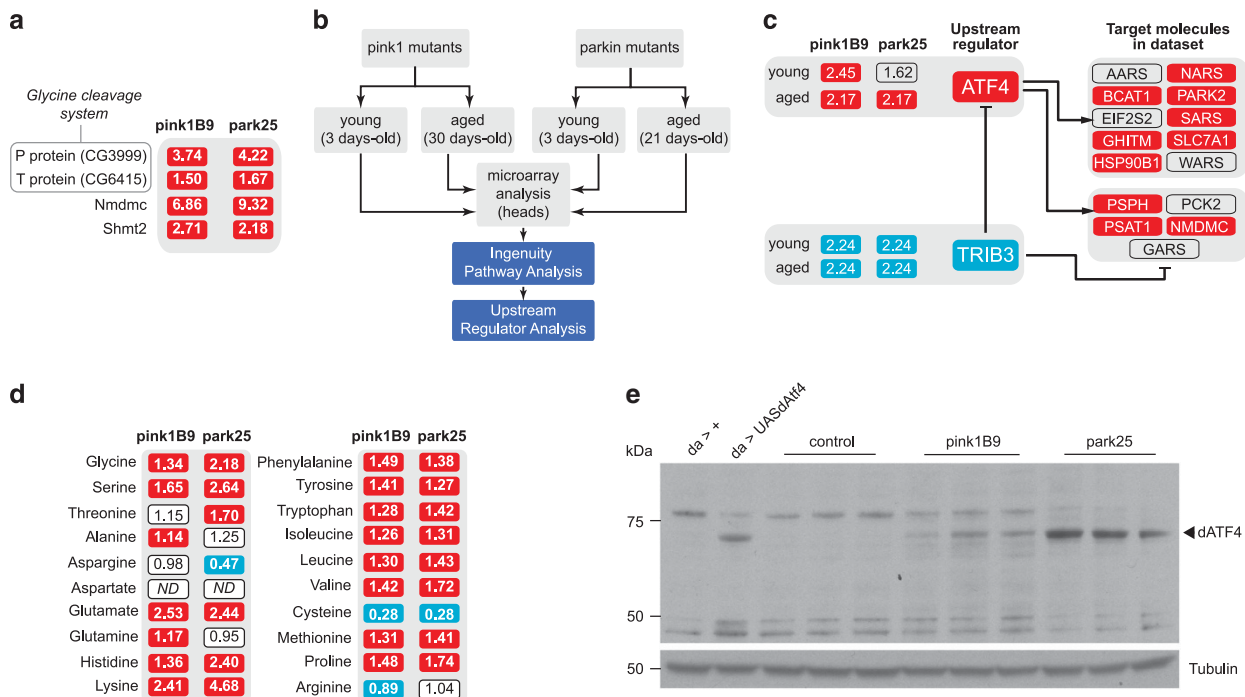 a
Glycine cleavage
system
pink1B9 park25
P protein (CG3999) 3.74 4.22
T protein (CG6415) 1.50 1.67
Nmdmc 6.86 9.32
Shmt2 2.71 2.18
b
pink1 mutants
parkin mutants
young
(3 days-old)
aged
(30 days-old)
young
(3 days-old)
aged
(21 days-old)
microarray
analysis
(heads)
Ingenuity
Pathway Analysis
Upstream
Regulator Analysis
c
pink1B9 park25
Upstream
regulator
Target molecules
in dataset
young 2.45 1.62
aged 2.17 2.17
ATF4
AARS NARS
BCAT1 PARK2
EIF2S2 SARS
GHITM SLC7A1
HSP90B1 WARS
PSPH PCK2
PSAT1 NMDMC
GARS
young 2.24 2.24
aged 2.24 2.24
TRIB3
d
pink1B9 park25
Glycine 1.34 2.18
Serine 1.65 2.64
Threonine 1.15 1.70
Alanine 1.14 1.25
Aspargine 0.98 0.47
Aspartate ND ND
Glutamate 2.53 2.44
Glutamine 1.17 0.95
Histidine 1.36 2.40
Lysine 2.41 4.68
pink1B9 park25
Phenylalanine 1.49 1.38
Tyrosine 1.41 1.27
Tryptophan 1.28 1.42
Isoleucine 1.26 1.31
Leucine 1.30 1.43
Valine 1.42 1.72
Cysteine 0.28 0.28
Methionine 1.31 1.41
Proline 1.48 1.74
Arginine 0.89 1.04
e
kDa
da > +
da > UASdAtf4
control
pink1B9
park25
75
dATF4
50
50
Tubulin